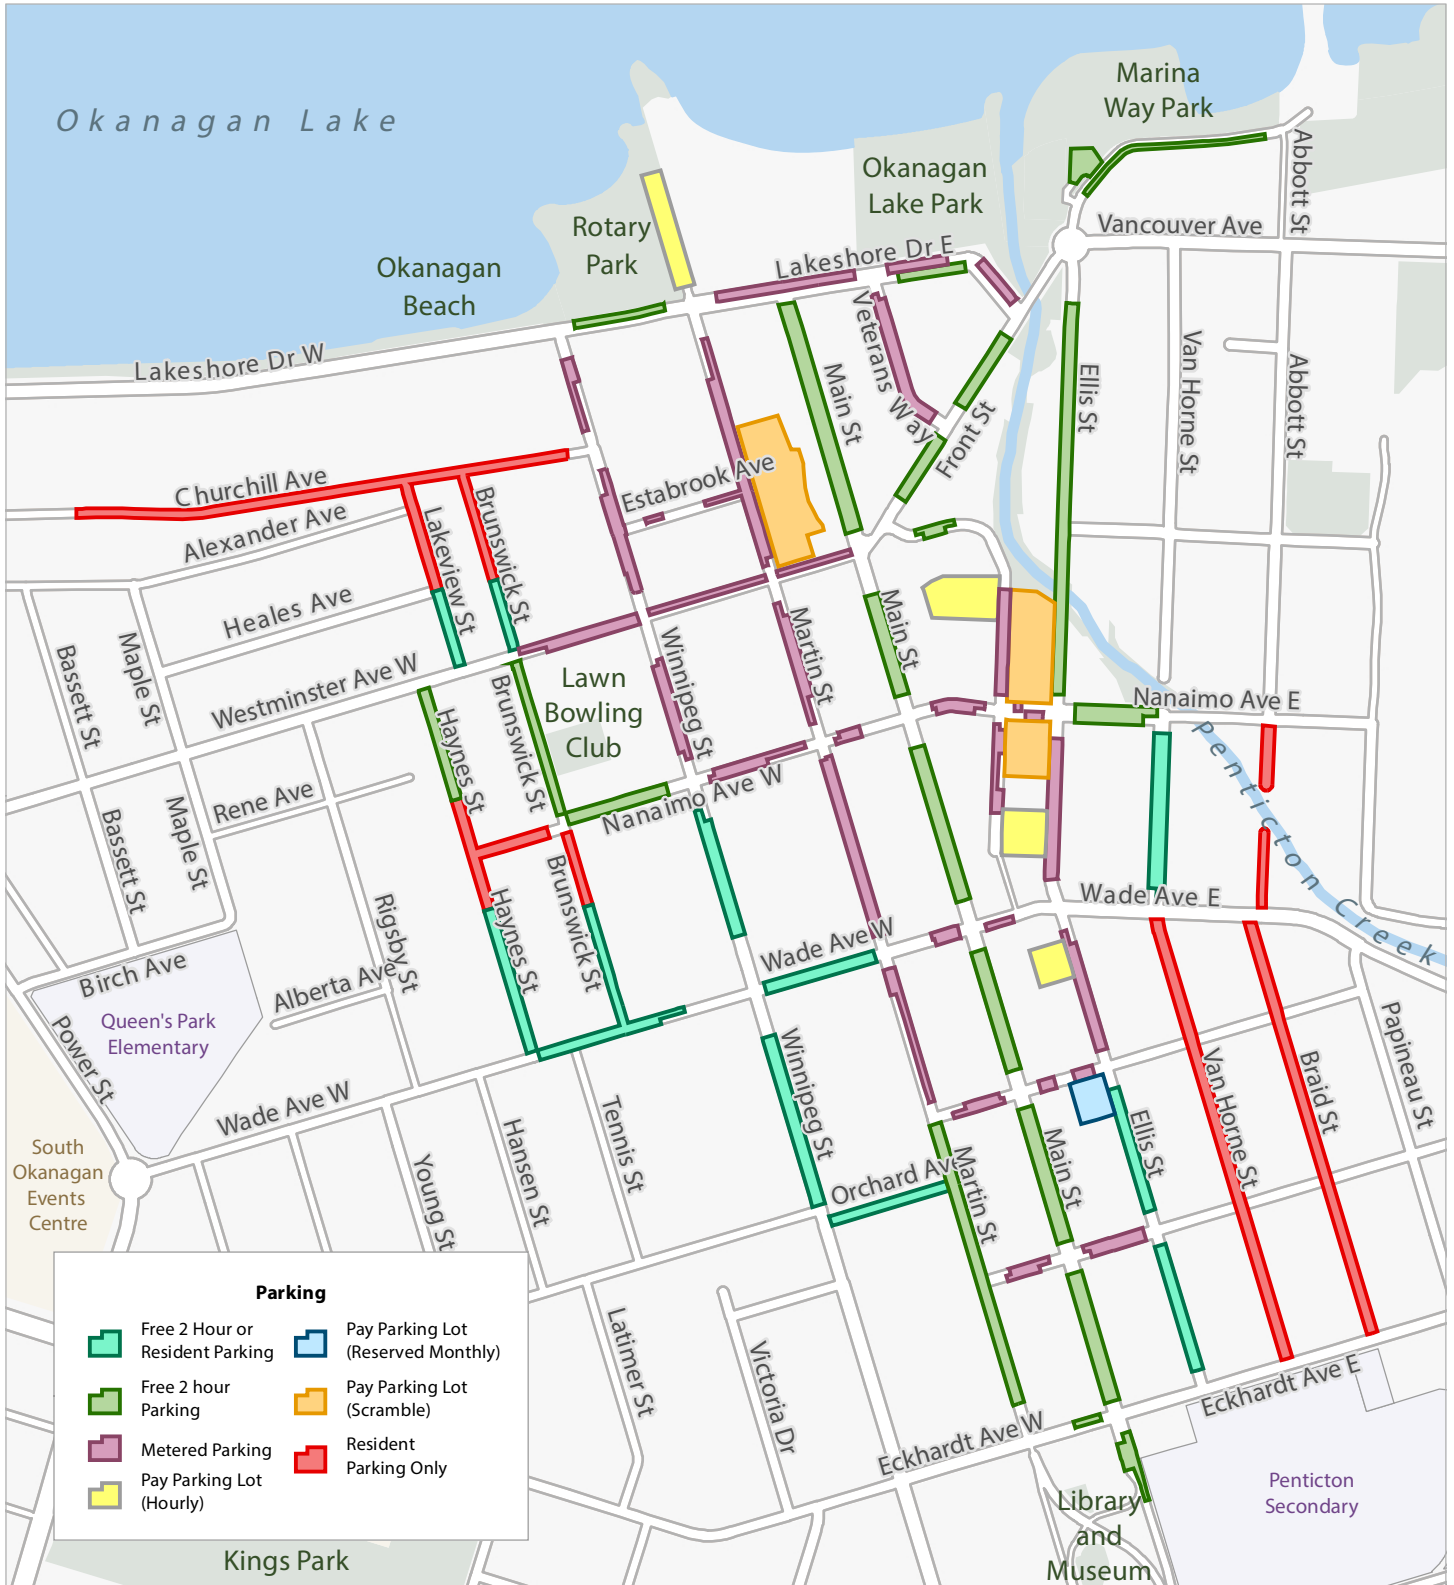 Okanagan Lake
Marina
Way Park
Okanagan
Lake Park
Rotary
Park
Okanagan
Beach
Abbott St
Vancouver Ave
Lakeshore Dr E
Lakeshore Dr W
Veterans Way
Main St
Front St
Ellis St
Van Horne St
Abbott St
Churchill Ave
Alexander Ave
Estabrook Ave
Lakeview St
Brunswick St
Heales Ave
Main St
Martin St
Winnipeg St
Maple St
Bassett St
Westminster Ave W
Lawn
Bowling
Club
Nanaimo Ave E
Haynes St
Brunswick St
Penticton Creek
Nanaimo Ave W
Rene Ave
Maple St
Bassett St
Rigsby St
Haynes St
Brunswick St
Wade Ave E
Wade Ave W
Birch Ave
Alberta Ave
Queen's Park
Elementary
Power St
Wade Ave W
Winnipeg St
Papineau St
Van Horne St
Braid St
Tennis St
Hansen St
Young St
Orchard Ave
Martin St
Main St
Ellis St
South
Okanagan
Events
Centre
Latimer St
Victoria Dr
Eckhardt Ave E
Eckhardt Ave W
Library
and
Museum
Penticton
Secondary
Kings Park
Parking
Free 2 Hour or
Resident Parking
Free 2 hour
Parking
Metered Parking
Pay Parking Lot
(Hourly)
Pay Parking Lot
(Reserved Monthly)
Pay Parking Lot
(Scramble)
Resident
Parking Only